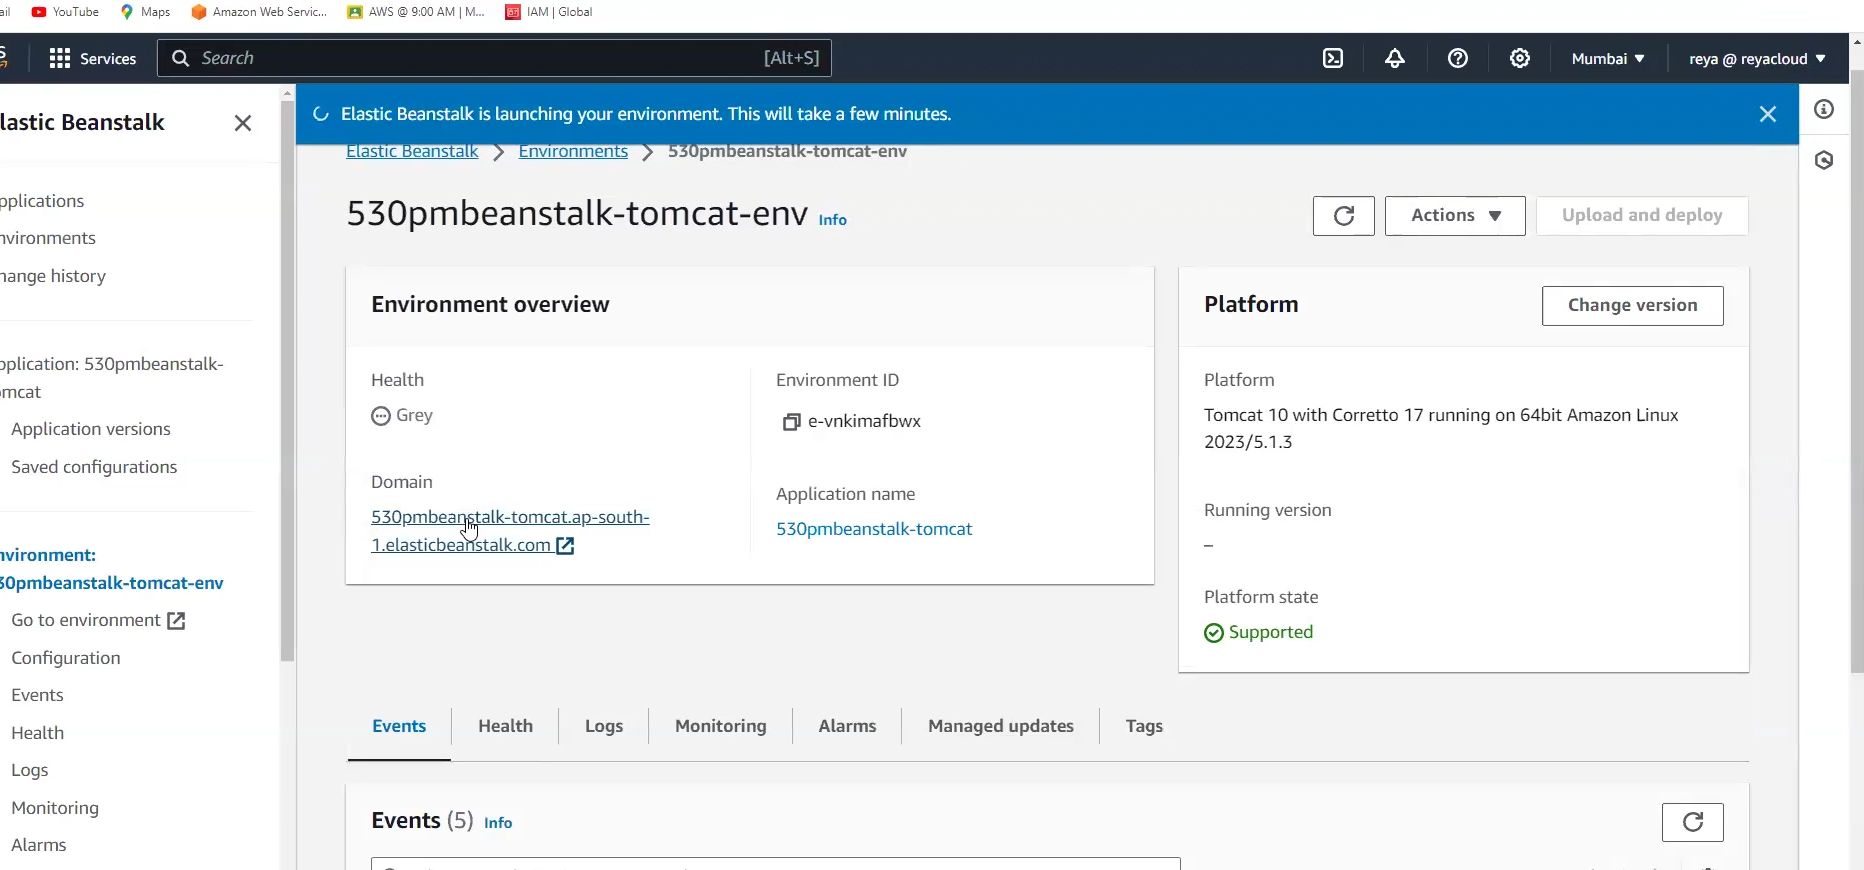 ail YouTube Maps Amazon Web Servic... AWS @ 9:00 AM | M... IAM | Global
Services Search [Alt+S] Mumbai ▼ reya @ reyacloud ▼
lastic Beanstalk
Elastic Beanstalk is launching your environment. This will take a few minutes.
Elastic Beanstalk > Environments > 530pmbeanstalk-tomcat-env
pplications
nvironments
hange history
pplication: 530pmbeanstalk-
omcat
Application versions
Saved configurations
nvironment:
30pmbeanstalk-tomcat-env
Go to environment
Configuration
Events
Health
Logs
Monitoring
Alarms
530pmbeanstalk-tomcat-env Info
Actions ▼ Upload and deploy
Environment overview
Health
Grey
Domain
530pmbeanstalk-tomcat.ap-south-
1.elasticbeanstalk.com
Environment ID
e-vnkimafbwx
Application name
530pmbeanstalk-tomcat
Platform Change version
Platform
Tomcat 10 with Corretto 17 running on 64bit Amazon Linux
2023/5.1.3
Running version
–
Platform state
Supported
Events Health Logs Monitoring Alarms Managed updates Tags
Events (5) Info